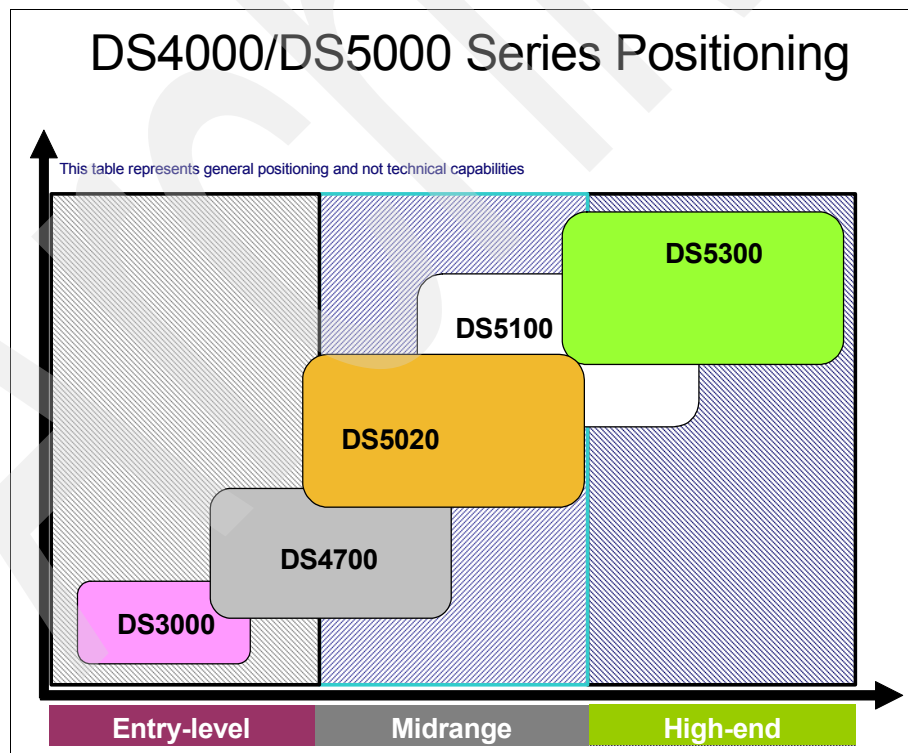 DS4000/DS5000 Series Positioning
This table represents general positioning and not technical capabilities
DS5300
DS5100
DS5020
DS4700
DS3000
Entry-level Midrange High-end